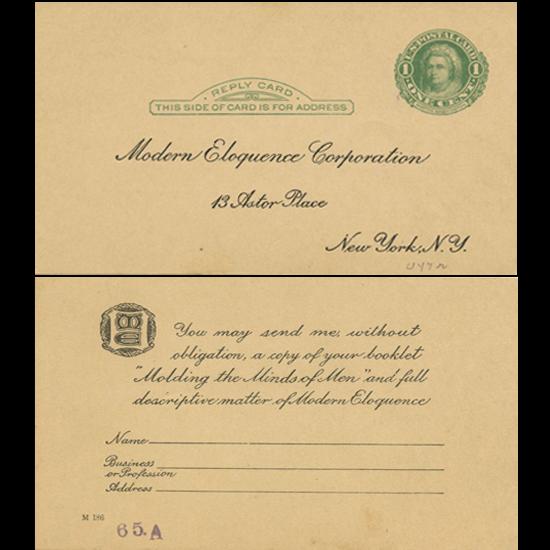 U.S. POSTAL CARD
1 1
ONE CENT
REPLY CARD
THIS SIDE OF CARD IS FOR ADDRESS
Modern Eloquence Corporation
13 Astor Place
New York, N.Y.
You may send me, without
obligation, a copy of your booklet
"Molding the Minds of Men" and full
descriptive matter of Modern Eloquence
Name
Business
or Profession
Address
M 186
65.A